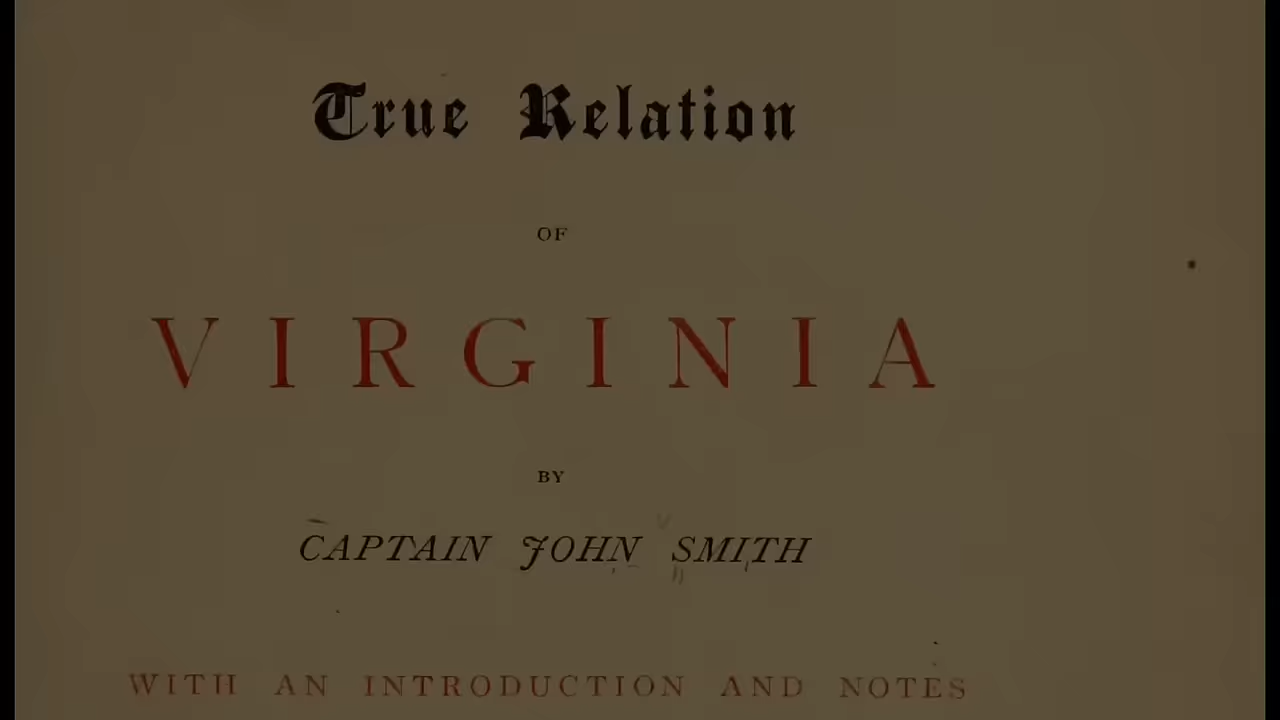 True Relation
OF
VIRGINIA
BY
CAPTAIN JOHN SMITH
WITH AN INTRODUCTION AND NOTES